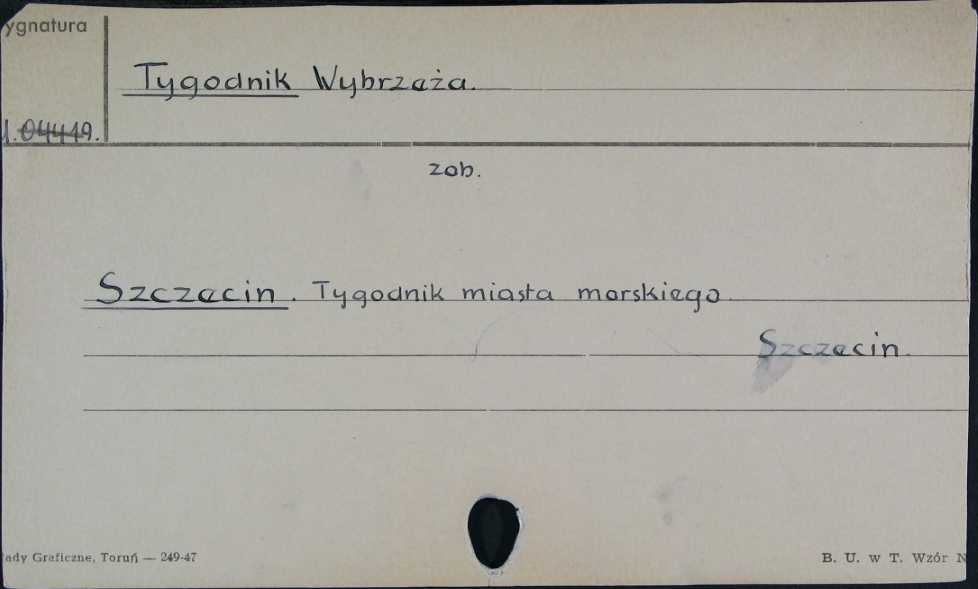 ygnatura
Tygodnik Wybrzeża.
1.04449.
zob.
Szczecin. Tygodnik miasta morskiego
Szczecin.
ady Graficzne, Toruń — 249-47
B. U. w T. Wzór N